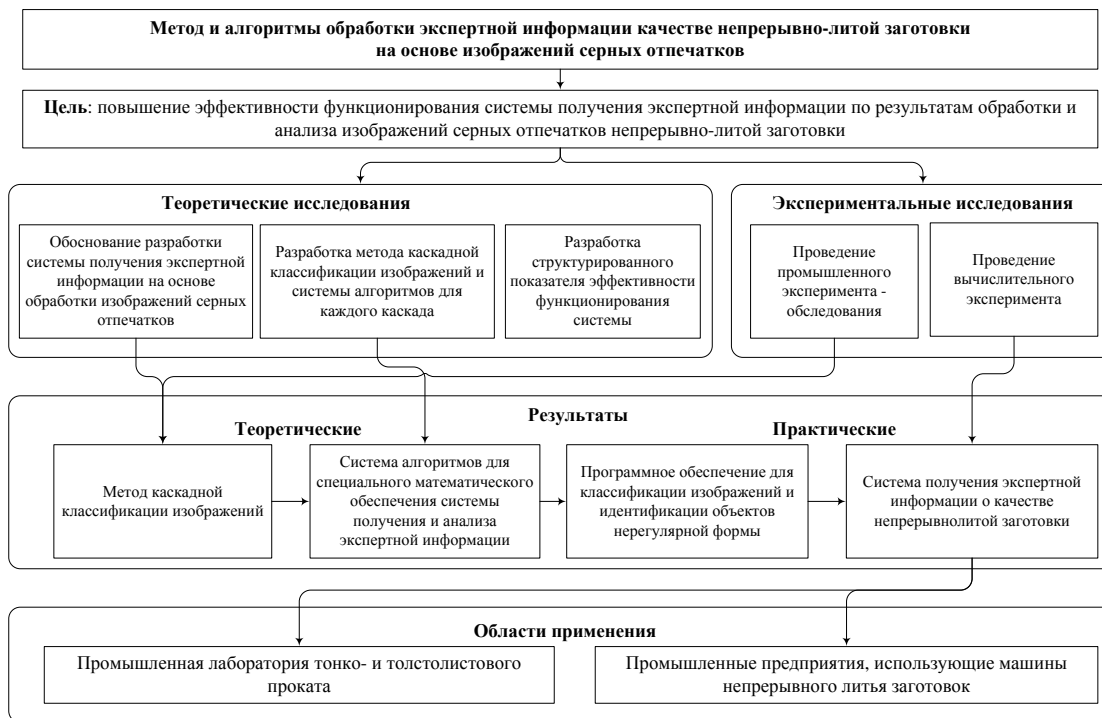 Метод и алгоритмы обработки экспертной информации качестве непрерывно-литой заготовки
на основе изображений серных отпечатков
Цель: повышение эффективности функционирования системы получения экспертной информации по результатам обработки и
анализа изображений серных отпечатков непрерывно-литой заготовки
Теоретические исследования
Обоснование разработки
системы получения экспертной
информации на основе
обработки изображений серных
отпечатков
Разработка метода каскадной
классификации изображений и
системы алгоритмов для
каждого каскада
Разработка
структурированного
показателя эффективности
функционирования
системы
Экспериментальные исследования
Проведение
промышленного
эксперимента -
обследования
Проведение
вычислительного
эксперимента
Результаты
Теоретические
Практические
Метод каскадной
классификации изображений
Система алгоритмов для
специального математического
обеспечения системы
получения и анализа
экспертной информации
Программное обеспечение для
классификации изображений и
идентификации объектов
нерегулярной формы
Система получения экспертной
информации о качестве
непрерывнолитой заготовки
Области применения
Промышленная лаборатория тонко- и толстолистового
проката
Промышленные предприятия, использующие машины
непрерывного литья заготовок